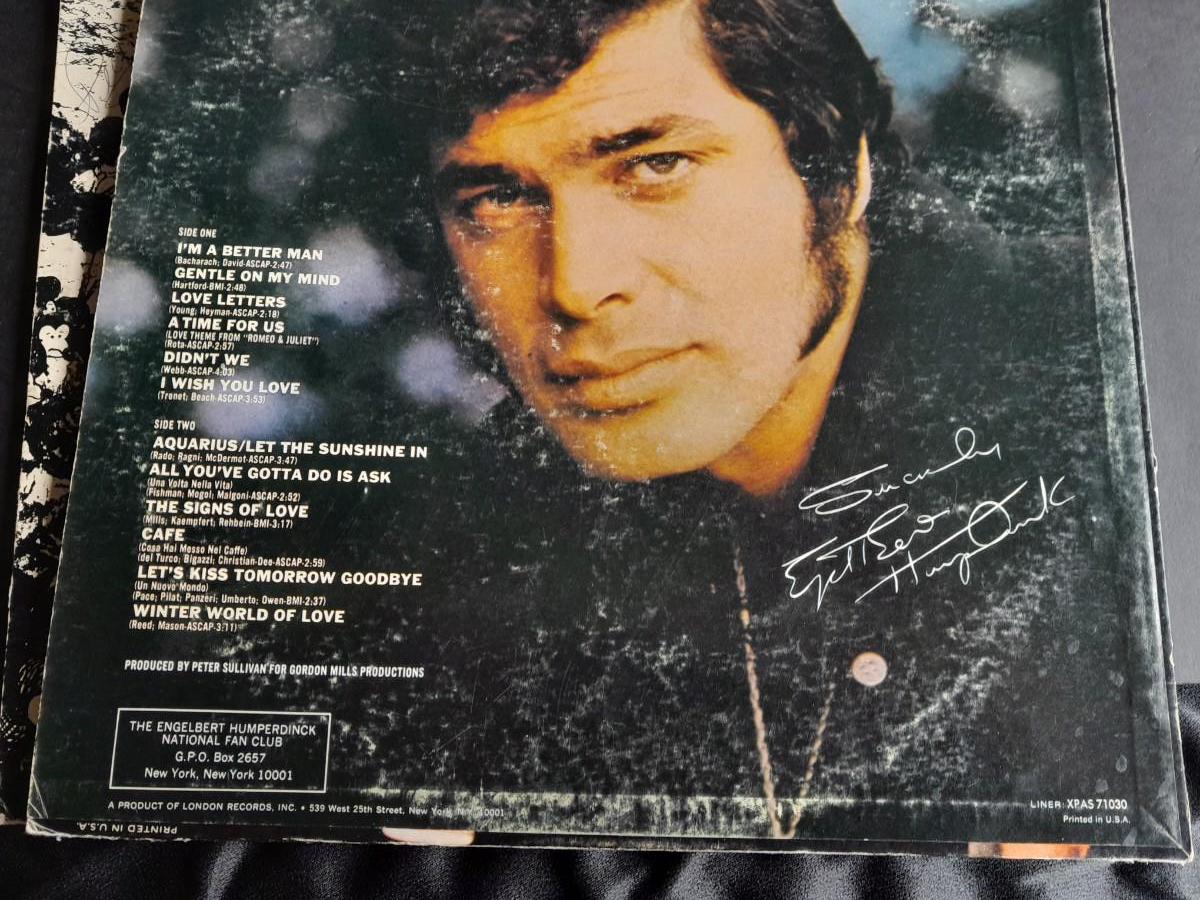 SIDE ONE
I'M A BETTER MAN
(Bacharach; David-ASCAP-2:47)
GENTLE ON MY MIND
(Hartford-BMI-2:48)
LOVE LETTERS
(Young; Heyman-ASCAP-2:18)
A TIME FOR US
(LOVE THEME FROM "ROMEO & JULIET")
(Rota-ASCAP-2:57)
DIDN'T WE
(Webb-ASCAP-4:03)
I WISH YOU LOVE
(Trenet; Beach-ASCAP-3:53)
SIDE TWO
AQUARIUS/LET THE SUNSHINE IN
(Rado; Ragni; McDermot-ASCAP-3:47)
ALL YOU'VE GOTTA DO IS ASK
(Una Volta Nella Vita)
(Fishman; Mogol; Malgoni-ASCAP-2:52)
THE SIGNS OF LOVE
(Mills; Kaempfert; Rehbein-BMI-3:17)
CAFE
(Cosa Hai Messo Nel Caffe)
(del Turco; Bigazzi; Christian-Dee-ASCAP-2:59)
LET'S KISS TOMORROW GOODBYE
(Un Nuovo Mondo)
(Pace; Pilat; Panzeri; Umberto; Owen-BMI-2:37)
WINTER WORLD OF LOVE
(Reed; Mason-ASCAP-3:11)
PRODUCED BY PETER SULLIVAN FOR GORDON MILLS PRODUCTIONS
Sincerely
Engelbert
Humperdinck
THE ENGELBERT HUMPERDINCK
NATIONAL FAN CLUB
G.P.O. Box 2657
New York, New York 10001
A PRODUCT OF LONDON RECORDS, INC. • 539 West 25th Street, New York, N.Y. 10001
LINER: XPAS 71030
Printed in U.S.A.
PRINTED IN U.S.A.